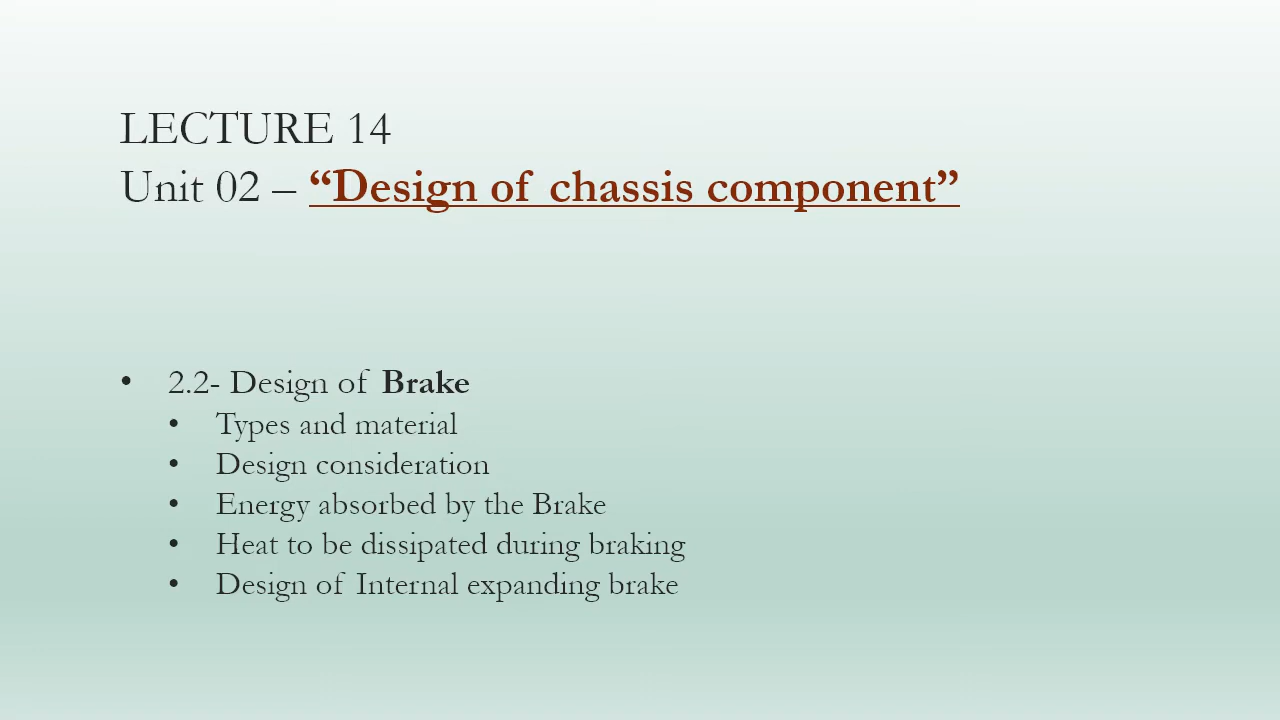 LECTURE 14
Unit 02 – “Design of chassis component”
• 2.2- Design of Brake
• Types and material
• Design consideration
• Energy absorbed by the Brake
• Heat to be dissipated during braking
• Design of Internal expanding brake